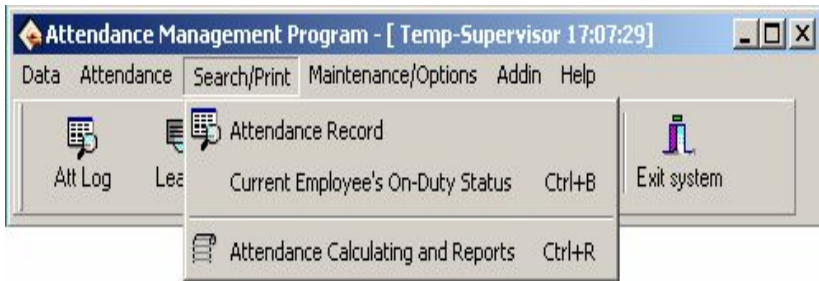 Attendance Management Program - [ Temp-Supervisor 17:07:29]
Data Attendance Search/Print Maintenance/Options Addin Help
Attendance Record
Current Employee's On-Duty Status Ctrl+B
Attendance Calculating and Reports Ctrl+R
Att Log Lea Exit system